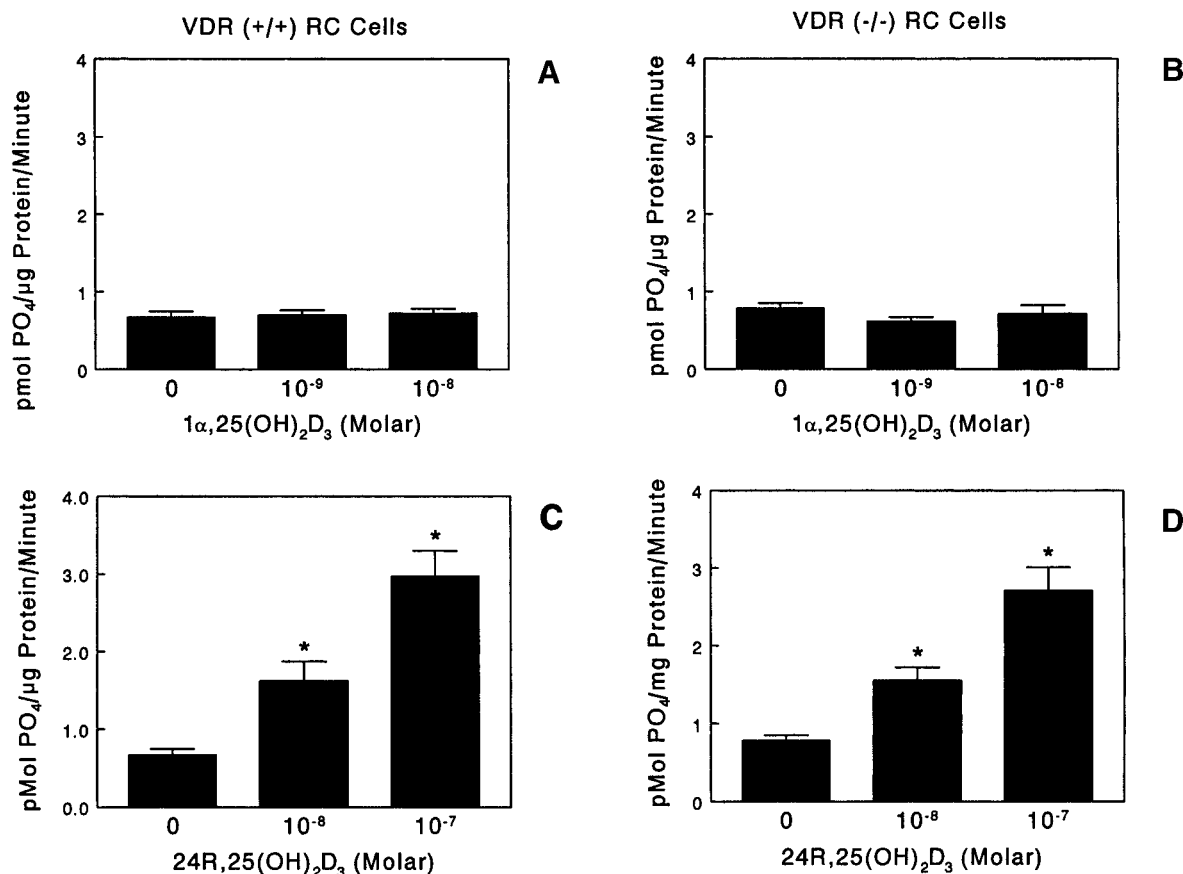 VDR (+/+) RC Cells
VDR (-/-) RC Cells
A
pmol PO₄/µg Protein/Minute
4
3
2
1
0
0 10⁻⁹ 10⁻⁸
1α,25(OH)₂D₃ (Molar)
B
pmol PO₄/µg Protein/Minute
4
3
2
1
0
0 10⁻⁹ 10⁻⁸
1α,25(OH)₂D₃ (Molar)
C
pMol PO₄/µg Protein/Minute
4.0
3.0
2.0
1.0
0.0
*
*
0 10⁻⁸ 10⁻⁷
24R,25(OH)₂D₃ (Molar)
D
pMol PO₄/mg Protein/Minute
4
3
2
1
0
*
*
0 10⁻⁸ 10⁻⁷
24R,25(OH)₂D₃ (Molar)